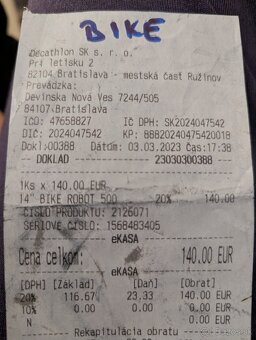 BIKE
Decathlon SK s. r. o.
Pri letisku 2
82104 Bratislava - mestská časť Ružinov
Prevádzka:
Devínska Nová Ves 7244/505
84107 Bratislava
IČO: 47658827 IČ DPH: SK2024047542
DIČ: 2024047542 KP: 88820240475420018
Dokl:00388 Dátum: 03.03.2023 Čas:17:38
DOKLAD 23030300388
1Ks x 140.00 EUR
14" BIKE ROBOT 500 20% 140.00
ČÍSLO PRODUKTU: 2126071
SÉRIOVÉ ČÍSLO: 1568483405
eKASA
Cena celkom: 140.00 EUR
eKASA
[DPH] [Základ] [Daň] [Obrat]
20% 116.67 23.33 140.00 EUR
10% 0.00 0.00 0.00 EUR
N 0.00 EUR
Rekapitulácia obratu